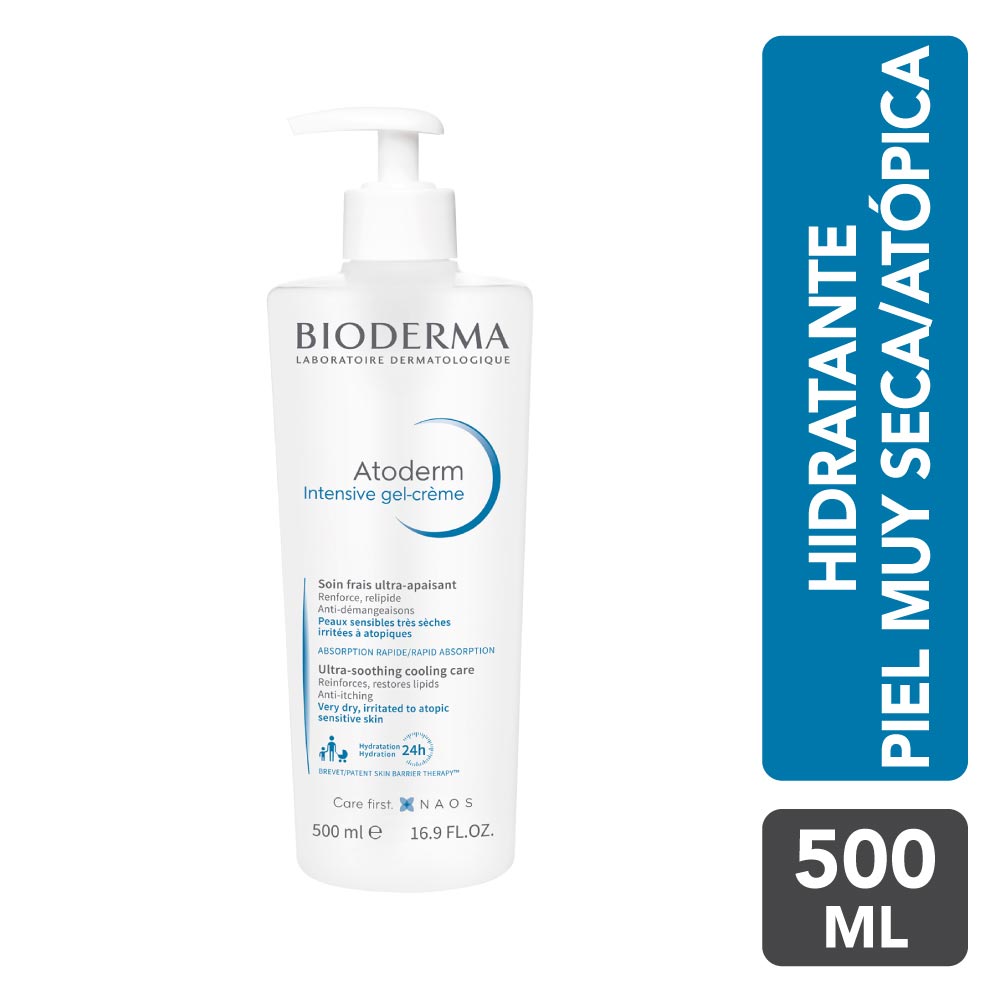 BIODERMA
LABORATOIRE DERMATOLOGIQUE
Atoderm
Intensive gel-crème
Soin frais ultra-apaisant
Renforce, relipide
Anti-démangeaisons
Peaux sensibles très sèches
irritées à atopiques
ABSORPTION RAPIDE/RAPID ABSORPTION
Ultra-soothing cooling care
Reinforces, restores lipids
Anti-itching
Very dry, irritated to atopic
sensitive skin
Hydratation
Hydration 24h
BREVET/PATENT SKIN BARRIER THERAPY™
Care first. NAOS
500 ml ℮ 16.9 FL.OZ.
HIDRATANTE
PIEL MUY SECA/ATÓPICA
500
ML